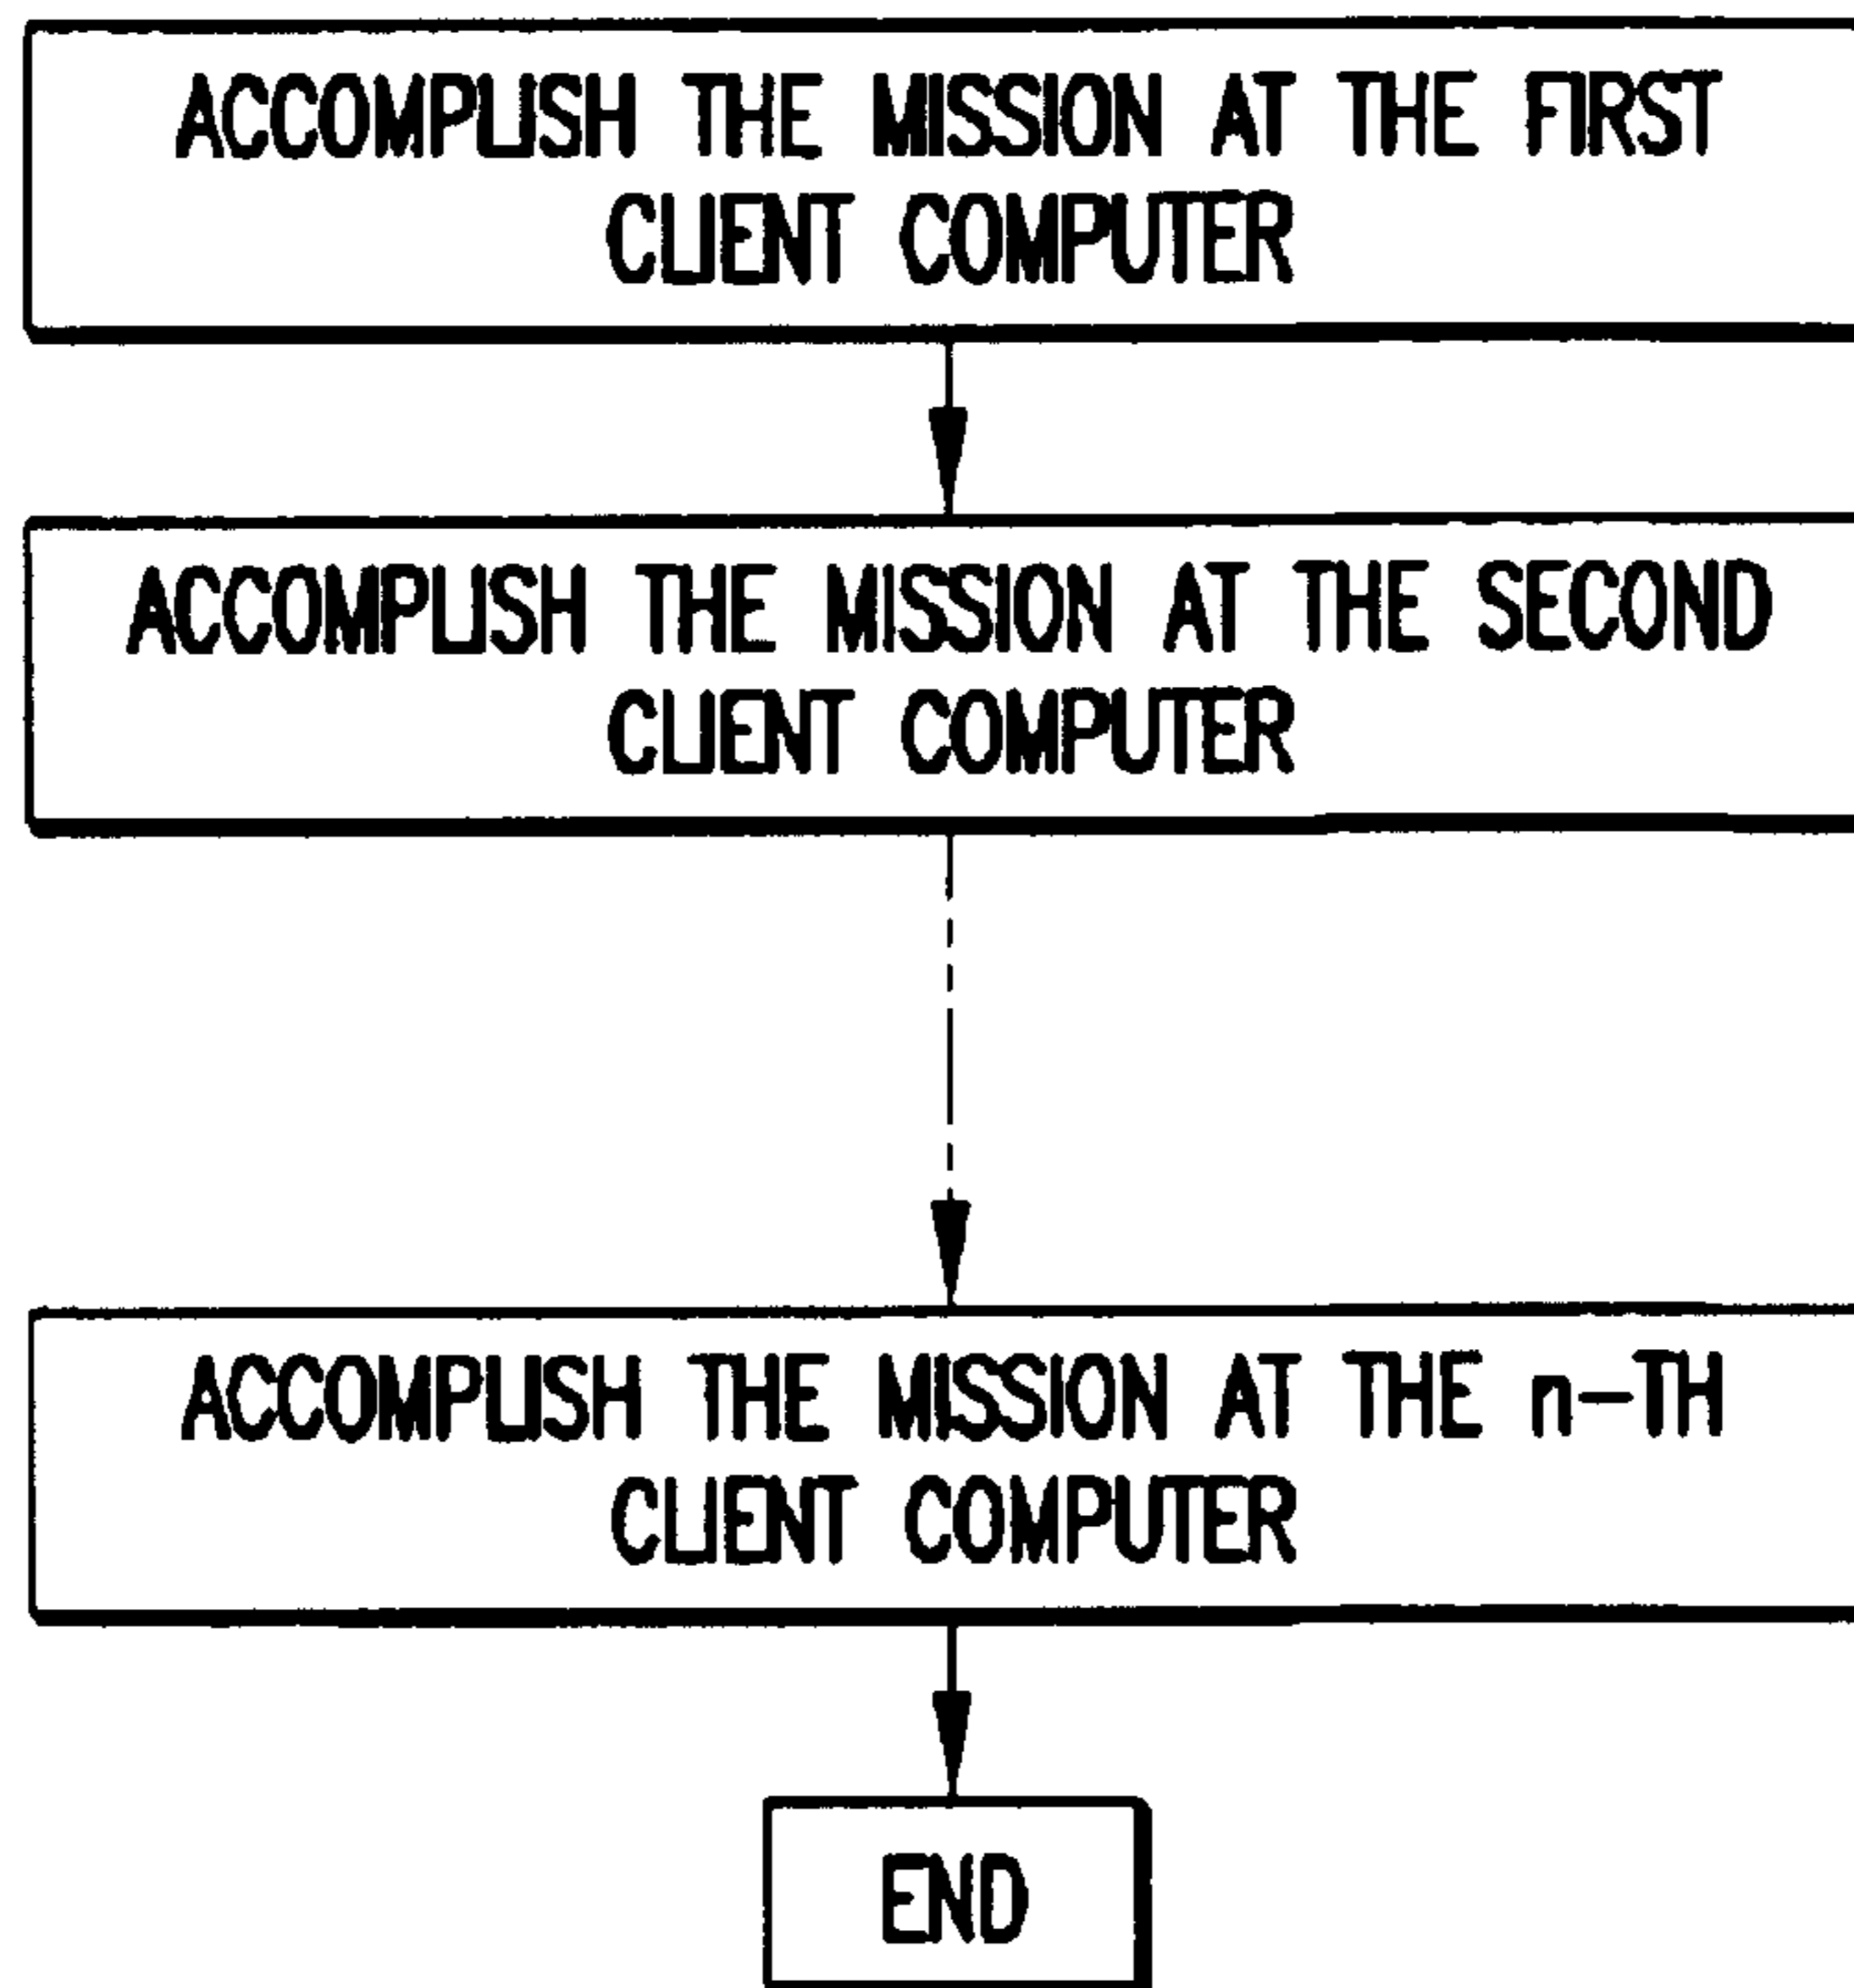 ACCOMPLISH THE MISSION AT THE FIRST
CLIENT COMPUTER
ACCOMPLISH THE MISSION AT THE SECOND
CLIENT COMPUTER
ACCOMPLISH THE MISSION AT THE n-TH
CLIENT COMPUTER
END